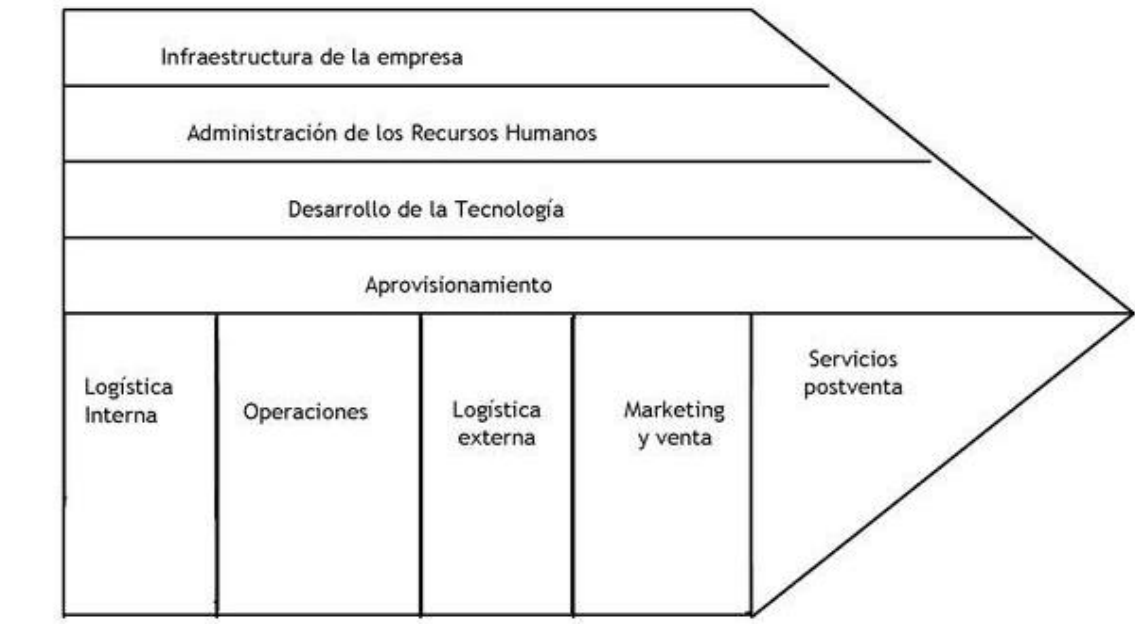 Infraestructura de la empresa
Administración de los Recursos Humanos
Desarrollo de la Tecnología
Aprovisionamiento
Logística
Interna
Operaciones
Logística
externa
Marketing
y venta
Servicios
postventa